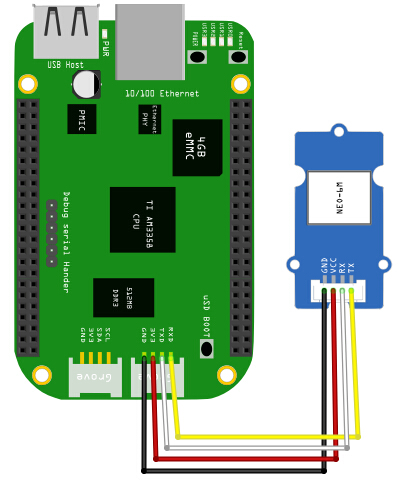 USB Host
PWR
10/100 Ethernet
POWER
USR3
USR2
USR1
USR0
Reset
PMIC
Ethernet
PHY
4GB
eMMC
TI AM3358
CPU
Debug serial Hander
512MB
DDR3
uSD BOOT
GND
3V3
SDA
SCL
GND
3V3
TXD
RXD
Grove
NEO-6M
GND
VCC
RX
TX